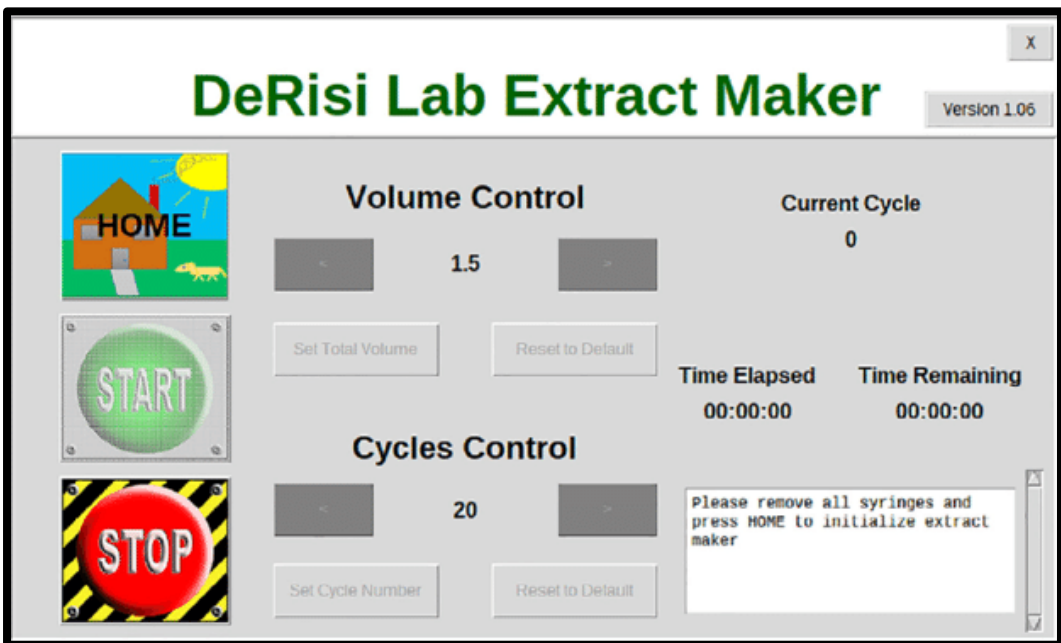 X
DeRisi Lab Extract Maker
Version 1.06
HOME
START
STOP
Volume Control
<
1.5
>
Set Total Volume
Reset to Default
Cycles Control
<
20
>
Set Cycle Number
Reset to Default
Current Cycle
0
Time Elapsed
Time Remaining
00:00:00
00:00:00
Please remove all syringes and
press HOME to initialize extract
maker